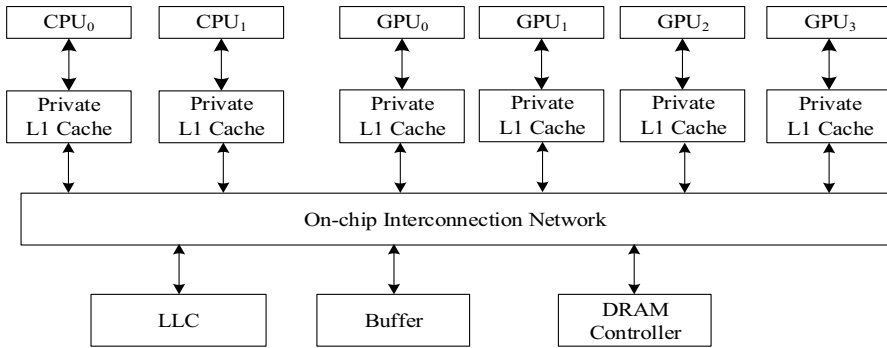 CPU₀
CPU₁
GPU₀
GPU₁
GPU₂
GPU₃
Private
L1 Cache
Private
L1 Cache
Private
L1 Cache
Private
L1 Cache
Private
L1 Cache
Private
L1 Cache
On-chip Interconnection Network
LLC
Buffer
DRAM
Controller